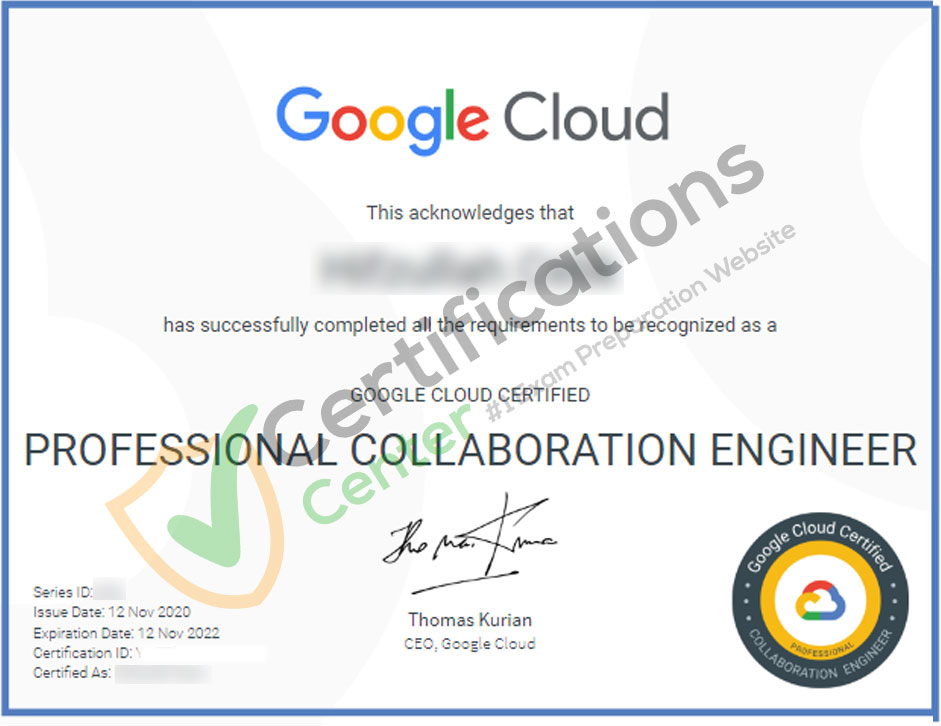 Google Cloud
This acknowledges that
has successfully completed all the requirements to be recognized as a
GOOGLE CLOUD CERTIFIED
PROFESSIONAL COLLABORATION ENGINEER
Certifications
Center #1 Exam Preparation Website
Thomas Kurian
CEO, Google Cloud
Series ID:
Issue Date: 12 Nov 2020
Expiration Date: 12 Nov 2022
Certification ID:
Certified As:
Google Cloud Certified
PROFESSIONAL
COLLABORATION ENGINEER